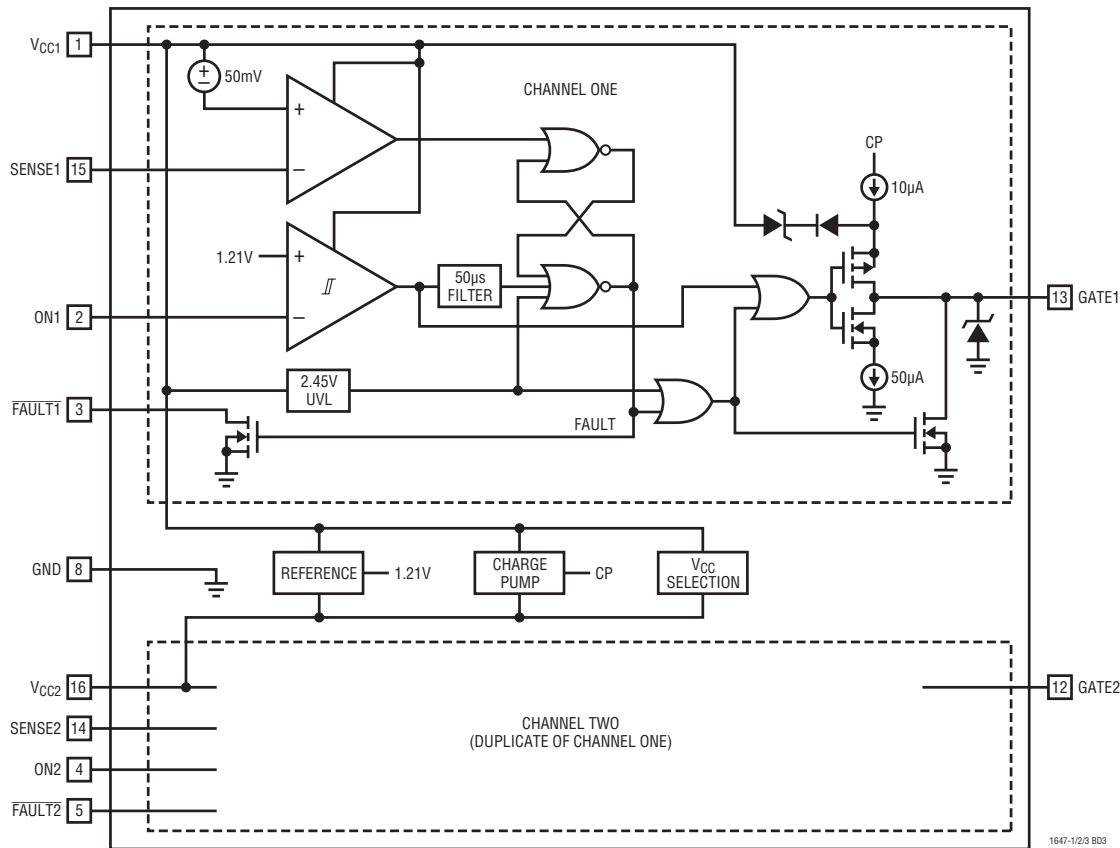 VCC1 1
50mV
CHANNEL ONE
+
−
SENSE1 15
CP
10µA
1.21V
+
−
50µs
FILTER
ON1 2
13 GATE1
2.45V
UVL
50µA
FAULT1 3
FAULT
GND 8
REFERENCE
1.21V
CHARGE
PUMP
CP
VCC
SELECTION
VCC2 16
12 GATE2
SENSE2 14
CHANNEL TWO
(DUPLICATE OF CHANNEL ONE)
ON2 4
FAULT2 5
1647-1/2/3 BD3